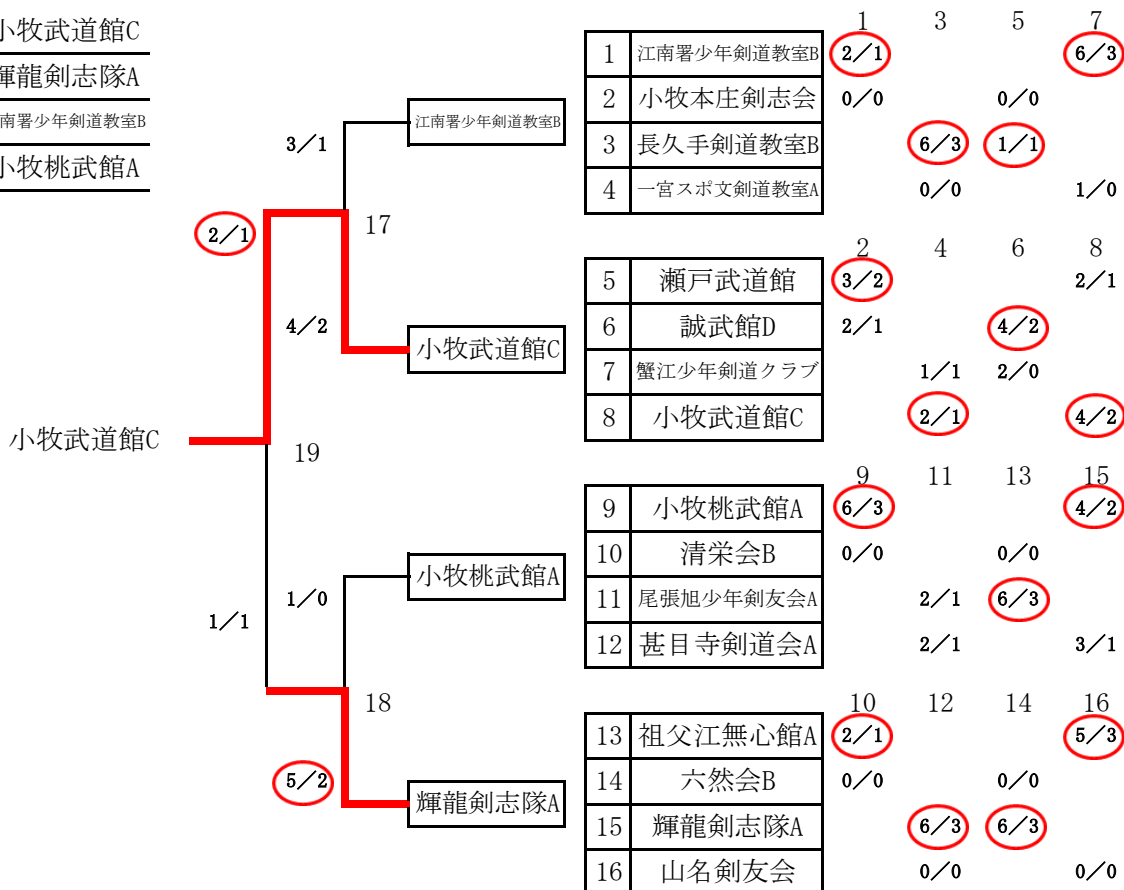 小牧武道館C
輝龍剣志隊A
南署少年剣道教室B
小牧桃武館A
3／1
江南署少年剣道教室B
2／1
17
4／2
小牧武道館C
小牧武道館C
19
1／0
小牧桃武館A
1／1
18
5／2
輝龍剣志隊A
1 3 5 7
1 江南署少年剣道教室B 2／1 6／3
2 小牧本庄剣志会 0／0 0／0
3 長久手剣道教室B 6／3 1／1
4 一宮スポ文剣道教室A 0／0 1／0
2 4 6 8
5 瀬戸武道館 3／2 2／1
6 誠武館D 2／1 4／2
7 蟹江少年剣道クラブ 1／1 2／0
8 小牧武道館C 2／1 4／2
9 11 13 15
9 小牧桃武館A 6／3 4／2
10 清栄会B 0／0 0／0
11 尾張旭少年剣友会A 2／1 6／3
12 甚目寺剣道会A 2／1 3／1
10 12 14 16
13 祖父江無心館A 2／1 5／3
14 六然会B 0／0 0／0
15 輝龍剣志隊A 6／3 6／3
16 山名剣友会 0／0 0／0